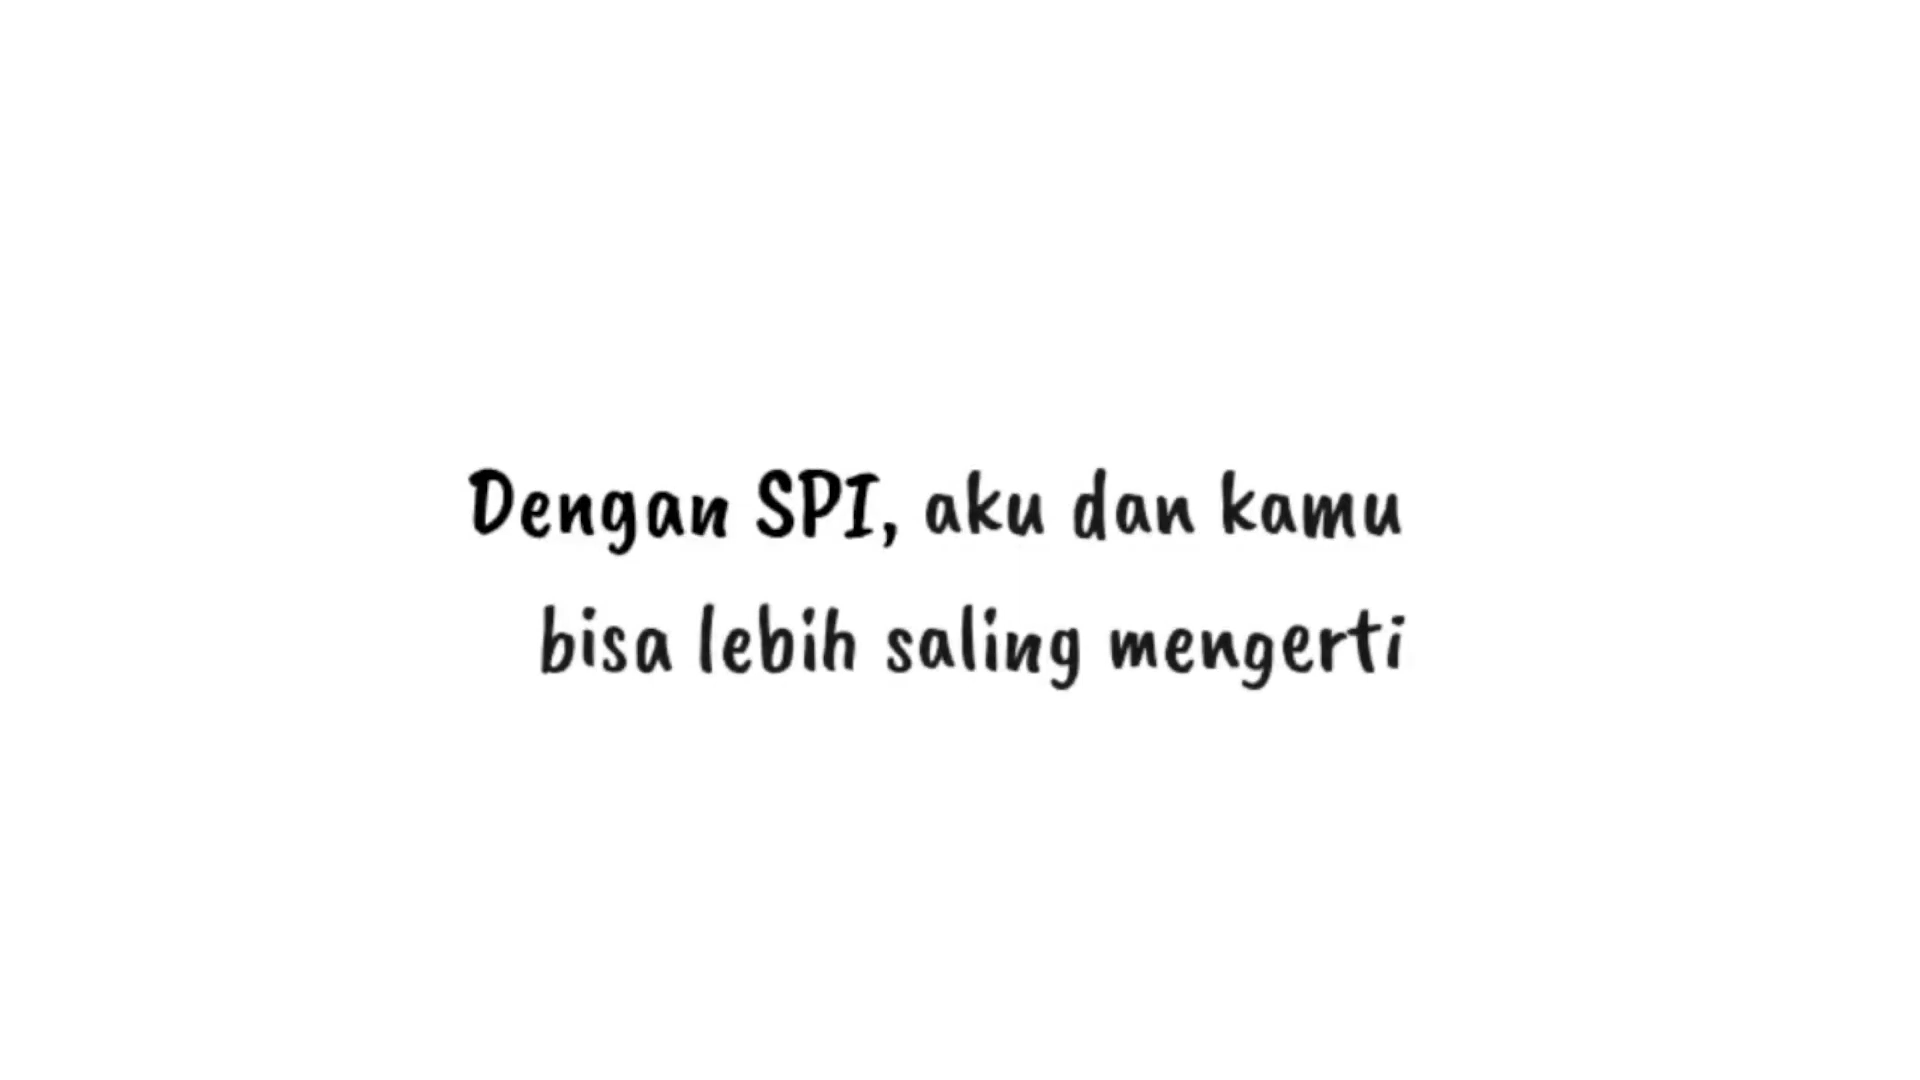 Dengan SPI, aku dan kamu
bisa lebih saling mengerti